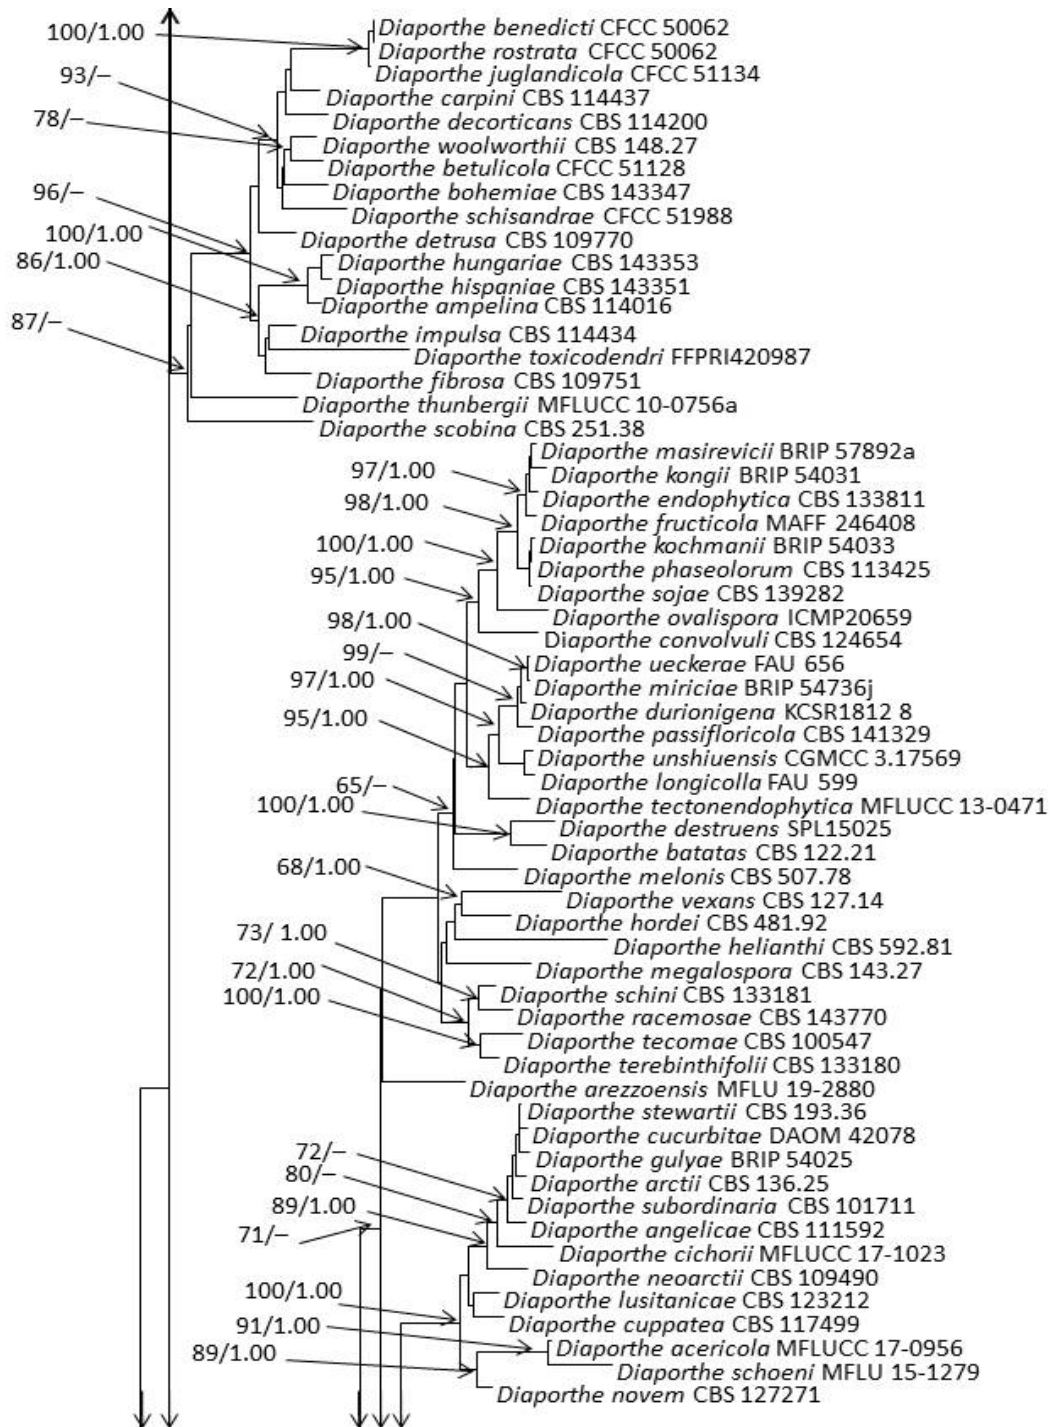 100/1.00
Diaporthe benedicti CFCC 50062
Diaporthe rostrata CFCC 50062
Diaporthe juglandicola CFCC 51134
93/–
Diaporthe carpini CBS 114437
78/–
Diaporthe decorticans CBS 114200
Diaporthe woolworthii CBS 148.27
Diaporthe betulicola CFCC 51128
96/–
Diaporthe bohemiae CBS 143347
Diaporthe schisandrae CFCC 51988
100/1.00
Diaporthe detrusa CBS 109770
86/1.00
Diaporthe hungariae CBS 143353
Diaporthe hispaniae CBS 143351
Diaporthe ampelina CBS 114016
87/–
Diaporthe impulsa CBS 114434
Diaporthe toxicodendri FFPRI420987
Diaporthe fibrosa CBS 109751
Diaporthe thunbergii MFLUCC 10-0756a
Diaporthe scobina CBS 251.38
Diaporthe masirevicii BRIP 57892a
97/1.00
Diaporthe kongii BRIP 54031
98/1.00
Diaporthe endophytica CBS 133811
Diaporthe fructicola MAFF 246408
100/1.00
Diaporthe kochmanii BRIP 54033
95/1.00
Diaporthe phaseolorum CBS 113425
Diaporthe sojae CBS 139282
98/1.00
Diaporthe ovalispora ICMP20659
Diaporthe convolvuli CBS 124654
99/–
Diaporthe ueckerae FAU 656
97/1.00
Diaporthe miriciae BRIP 54736j
95/1.00
Diaporthe durionigena KCSR1812 8
Diaporthe passifloricola CBS 141329
Diaporthe unshiuensis CGMCC 3.17569
65/–
Diaporthe longicolla FAU 599
100/1.00
Diaporthe tectonendophytica MFLUCC 13-0471
Diaporthe destruens SPL15025
Diaporthe batatas CBS 122.21
68/1.00
Diaporthe melonis CBS 507.78
Diaporthe vexans CBS 127.14
Diaporthe hordei CBS 481.92
73/ 1.00
Diaporthe helianthi CBS 592.81
72/1.00
Diaporthe megalospora CBS 143.27
100/1.00
Diaporthe schini CBS 133181
Diaporthe racemosae CBS 143770
Diaporthe tecomae CBS 100547
Diaporthe terebinthifolii CBS 133180
Diaporthe arezzoensis MFLU 19-2880
Diaporthe stewartii CBS 193.36
Diaporthe cucurbitae DAOM 42078
72/–
Diaporthe gulyae BRIP 54025
80/–
Diaporthe arctii CBS 136.25
89/1.00
Diaporthe subordinaria CBS 101711
71/–
Diaporthe angelicae CBS 111592
Diaporthe cichorii MFLUCC 17-1023
Diaporthe neoarctii CBS 109490
100/1.00
Diaporthe lusitanicae CBS 123212
91/1.00
Diaporthe cuppatea CBS 117499
89/1.00
Diaporthe acericola MFLUCC 17-0956
Diaporthe schoeni MFLU 15-1279
Diaporthe novem CBS 127271